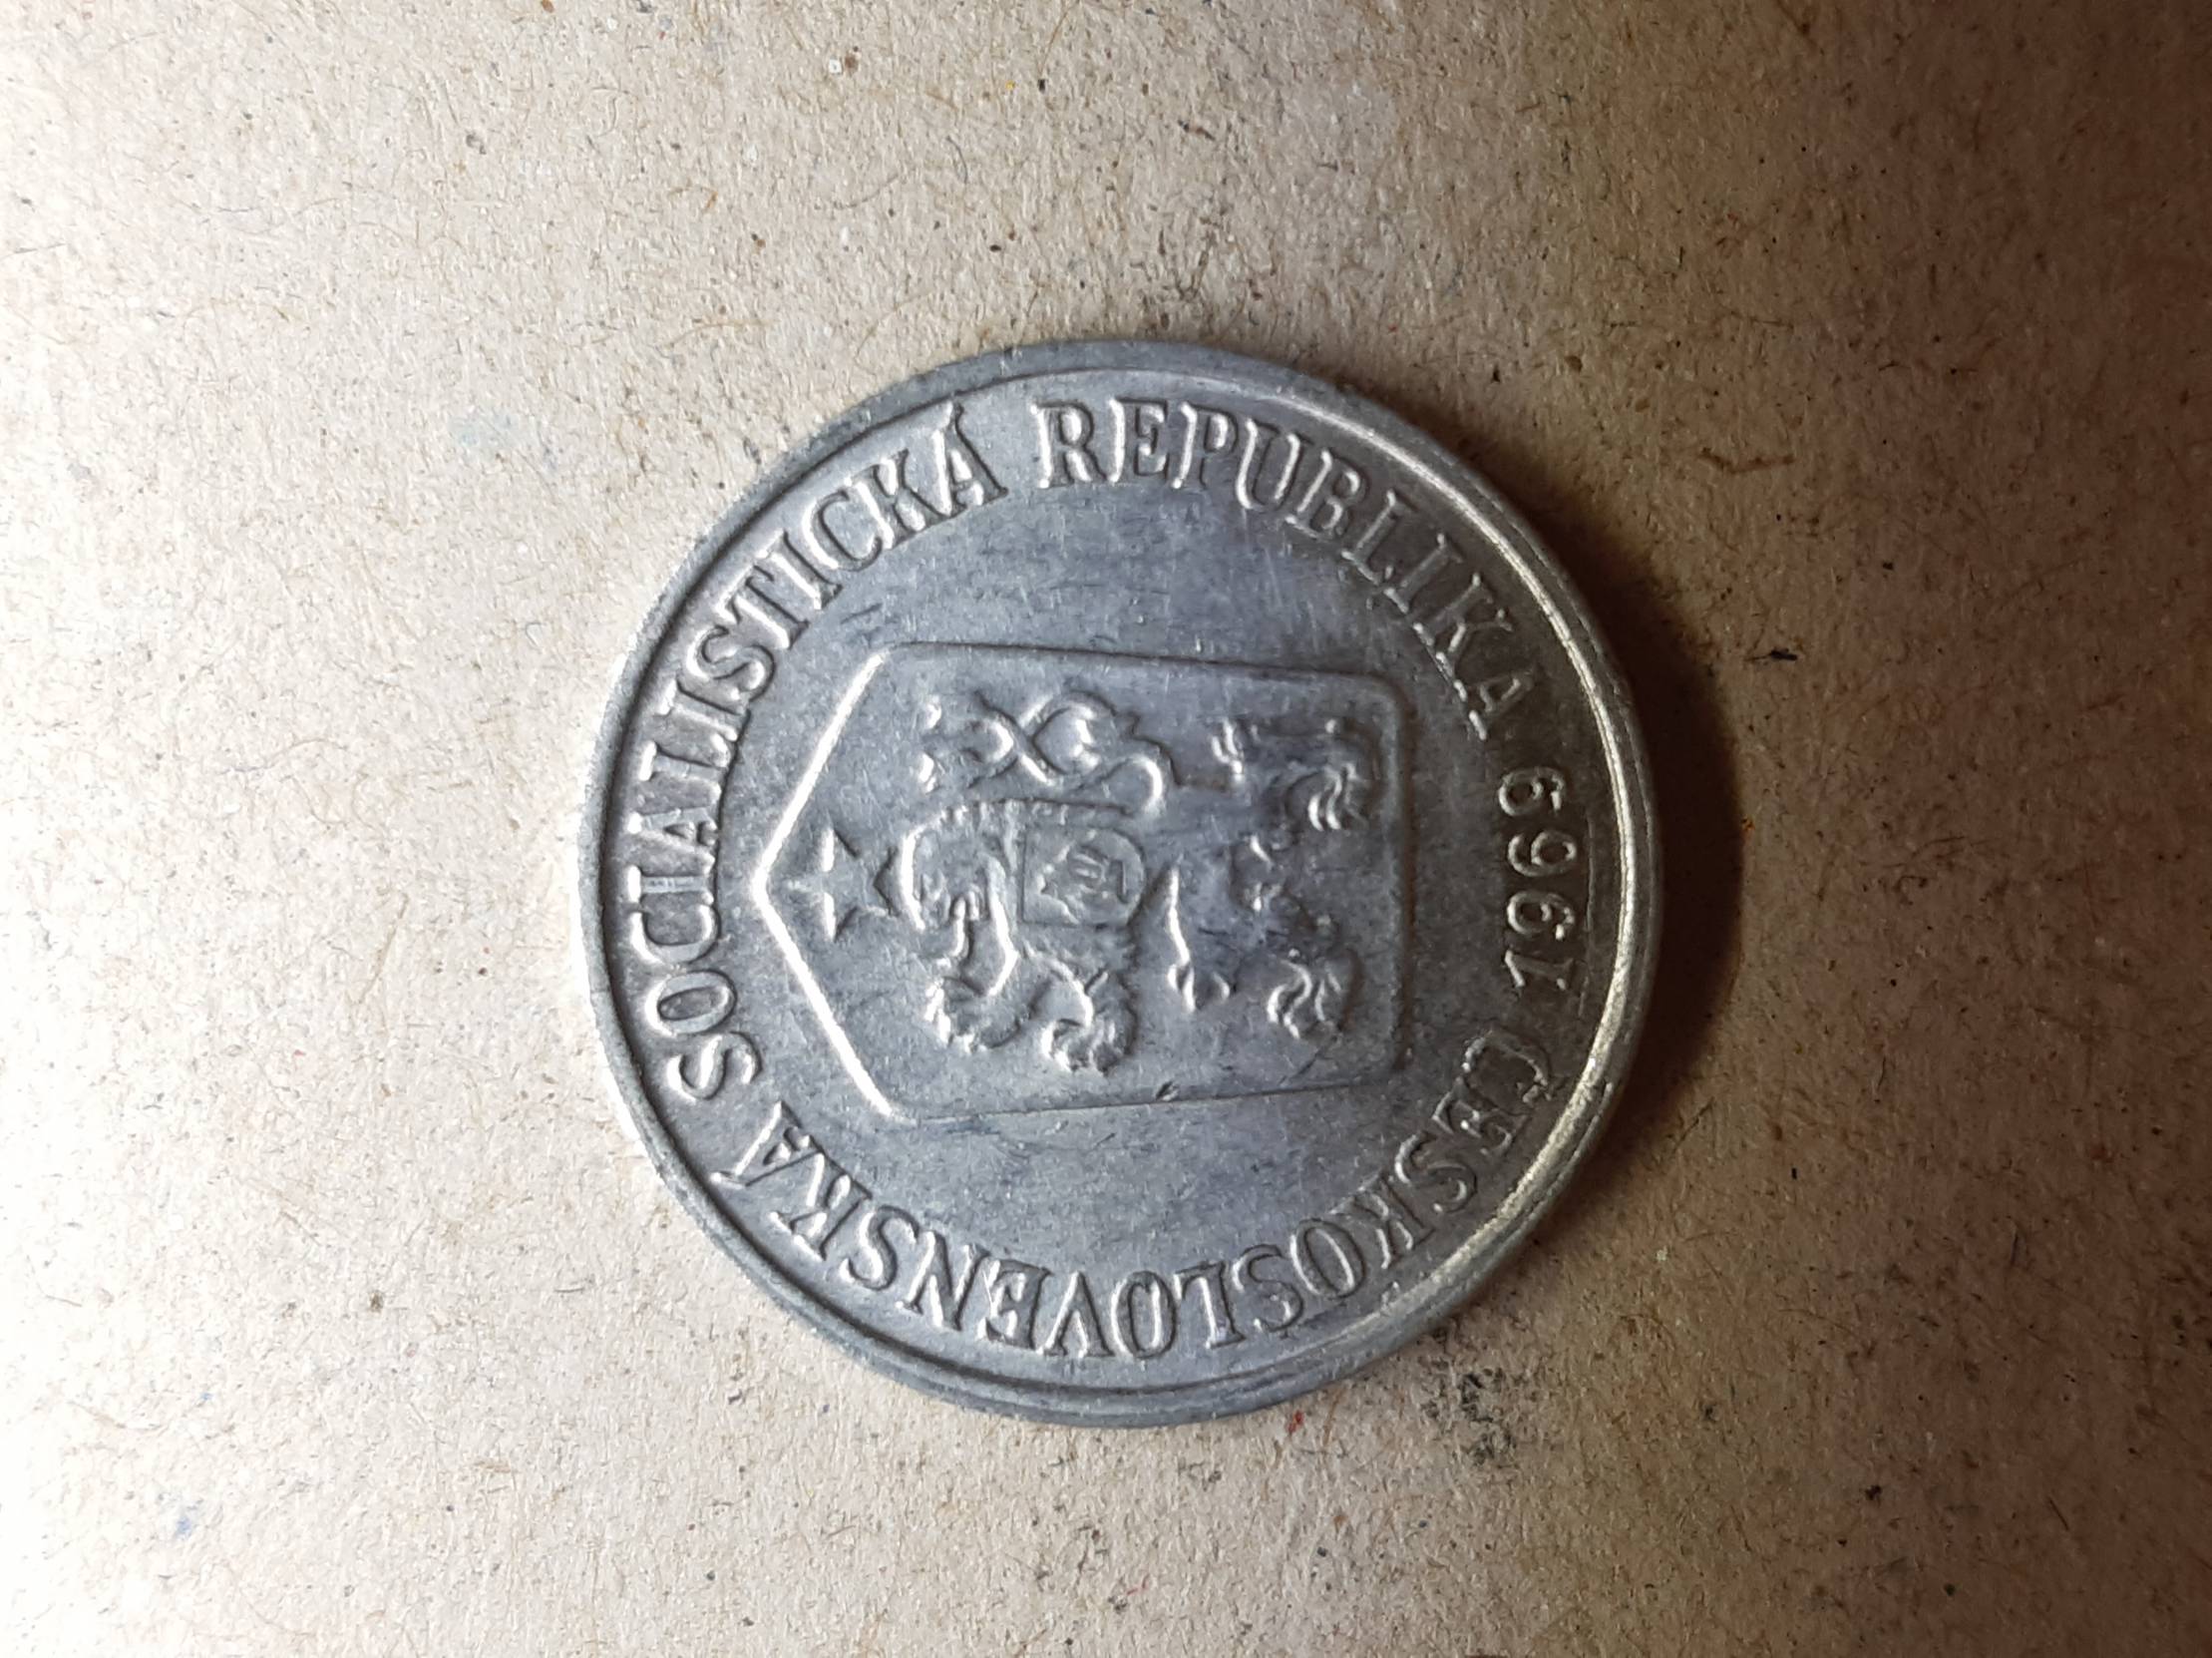 ČESKOSLOVENSKÁ SOCIALISTICKÁ REPUBLIKA 1969